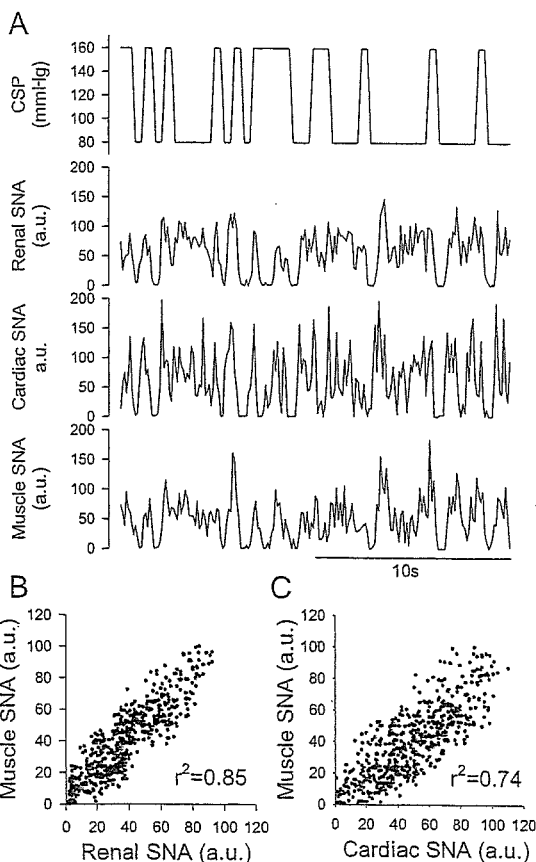 A
CSP
(mmHg)
160
140
120
100
80
Renal SNA
(a.u.)
200
150
100
50
0
Cardiac SNA
a.u.
200
150
100
50
0
Muscle SNA
(a.u.)
200
150
100
50
0
10s
B
Muscle SNA (a.u.)
120
100
80
60
40
20
0
r²=0.85
0 20 40 60 80 100 120
Renal SNA (a.u.)
C
Muscle SNA (a.u.)
120
100
80
60
40
20
0
r²=0.74
0 20 40 60 80 100 120
Cardiac SNA (a.u.)